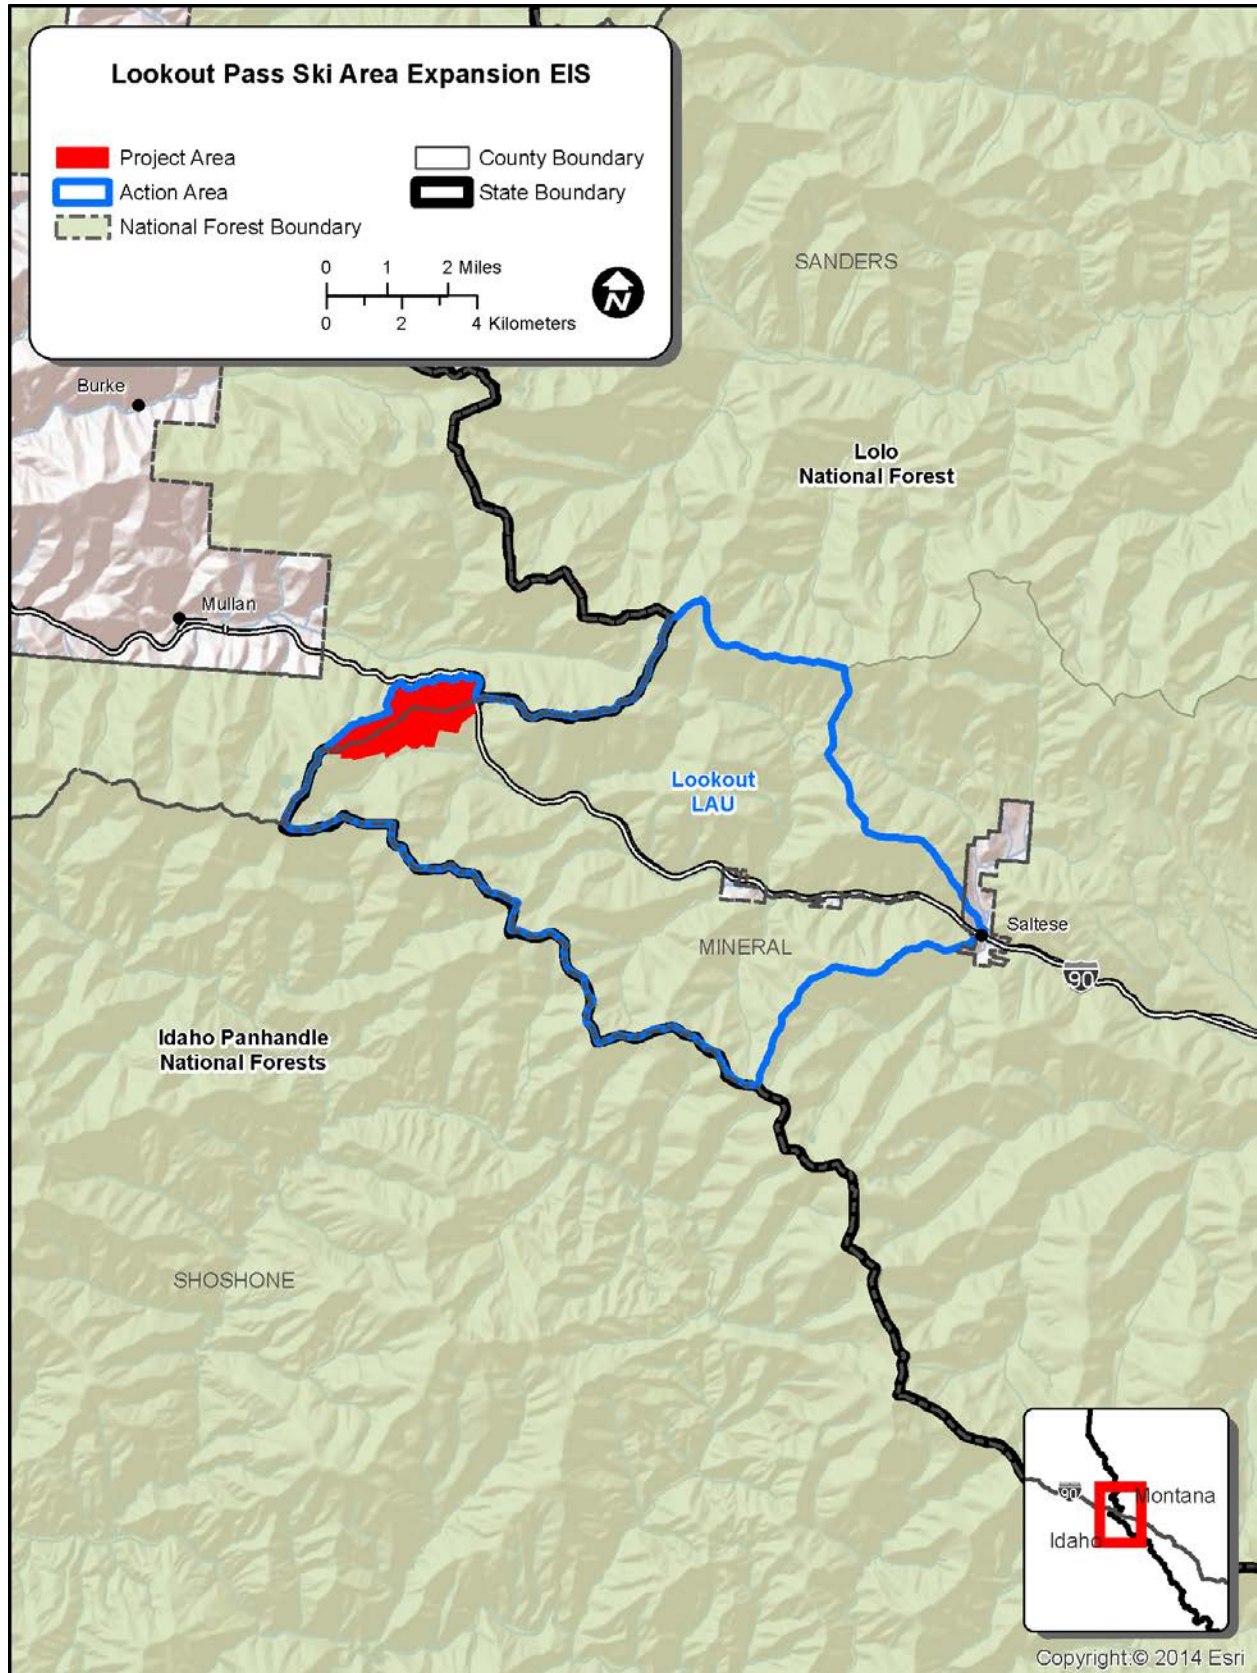 Lookout Pass Ski Area Expansion EIS
Project Area
County Boundary
Action Area
State Boundary
National Forest Boundary
0 1 2 Miles
0 2 4 Kilometers
N
SANDERS
Burke
Lolo
National Forest
Mullan
Lookout
LAU
Saltese
MINERAL
90
Idaho Panhandle
National Forests
SHOSHONE
90
Montana
Idaho
Copyright:© 2014 Esri